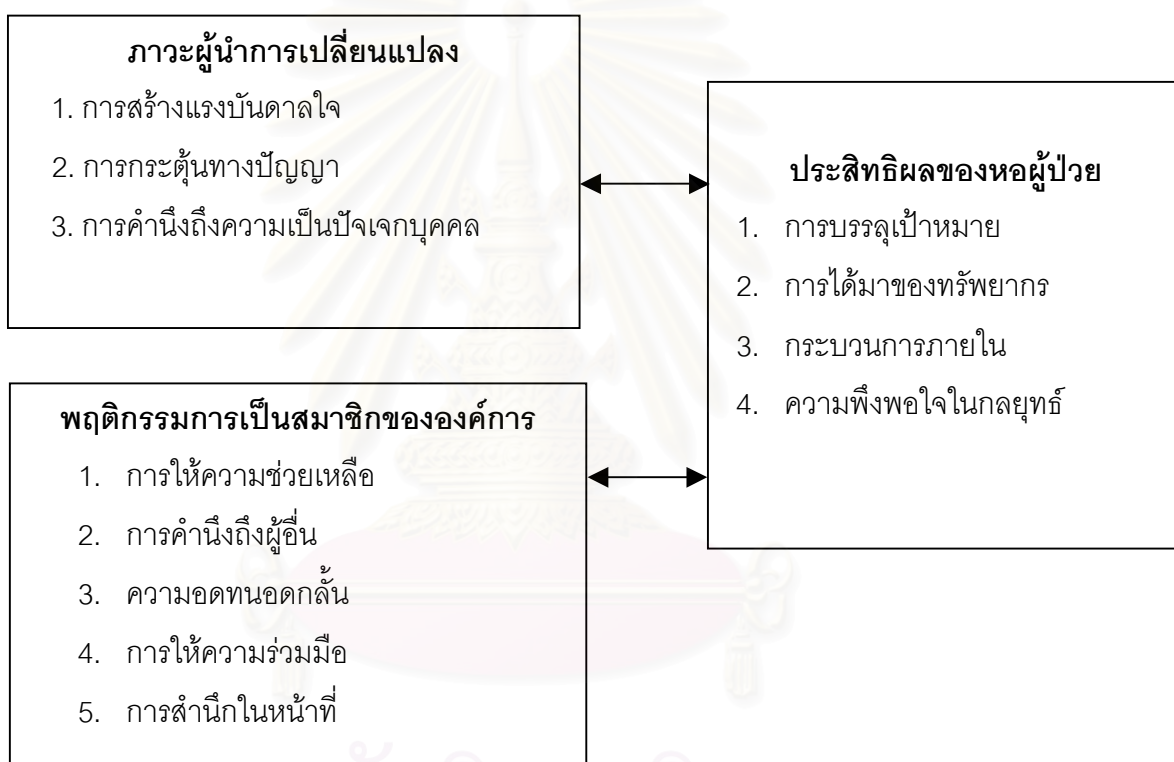 ภาวะผู้นำการเปลี่ยนแปลง
1. การสร้างแรงบันดาลใจ
2. การกระตุ้นทางปัญญา
3. การคำนึงถึงความเป็นปัจเจกบุคคล
ประสิทธิผลของหอผู้ป่วย
1. การบรรลุเป้าหมาย
2. การได้มาของทรัพยากร
3. กระบวนการภายใน
4. ความพึงพอใจในกลยุทธ์
พฤติกรรมการเป็นสมาชิกขององค์การ
1. การให้ความช่วยเหลือ
2. การคำนึงถึงผู้อื่น
3. ความอดทนอดกลั้น
4. การให้ความร่วมมือ
5. การสำนึกในหน้าที่